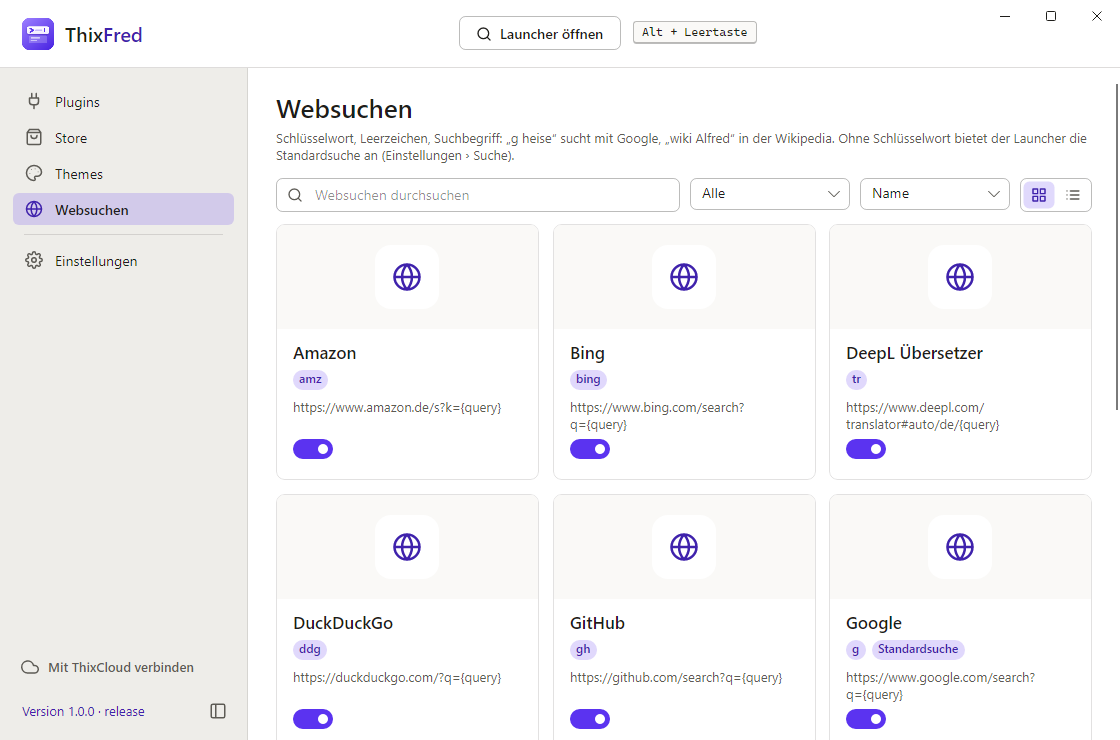 ThixFred
Launcher öffnen
Alt + Leertaste
Plugins
Store
Themes
Websuchen
Einstellungen
Mit ThixCloud verbinden
Version 1.0.0 · release
Websuchen
Schlüsselwort, Leerzeichen, Suchbegriff: „g heise“ sucht mit Google, „wiki Alfred“ in der Wikipedia. Ohne Schlüsselwort bietet der Launcher die
Standardsuche an (Einstellungen › Suche).
Websuchen durchsuchen
Alle
Name
Amazon
amz
https://www.amazon.de/s?k={query}
Bing
bing
https://www.bing.com/search?
q={query}
DeepL Übersetzer
tr
https://www.deepl.com/
translator#auto/de/{query}
DuckDuckGo
ddg
https://duckduckgo.com/?q={query}
GitHub
gh
https://github.com/search?q={query}
Google
g Standardsuche
https://www.google.com/search?
q={query}